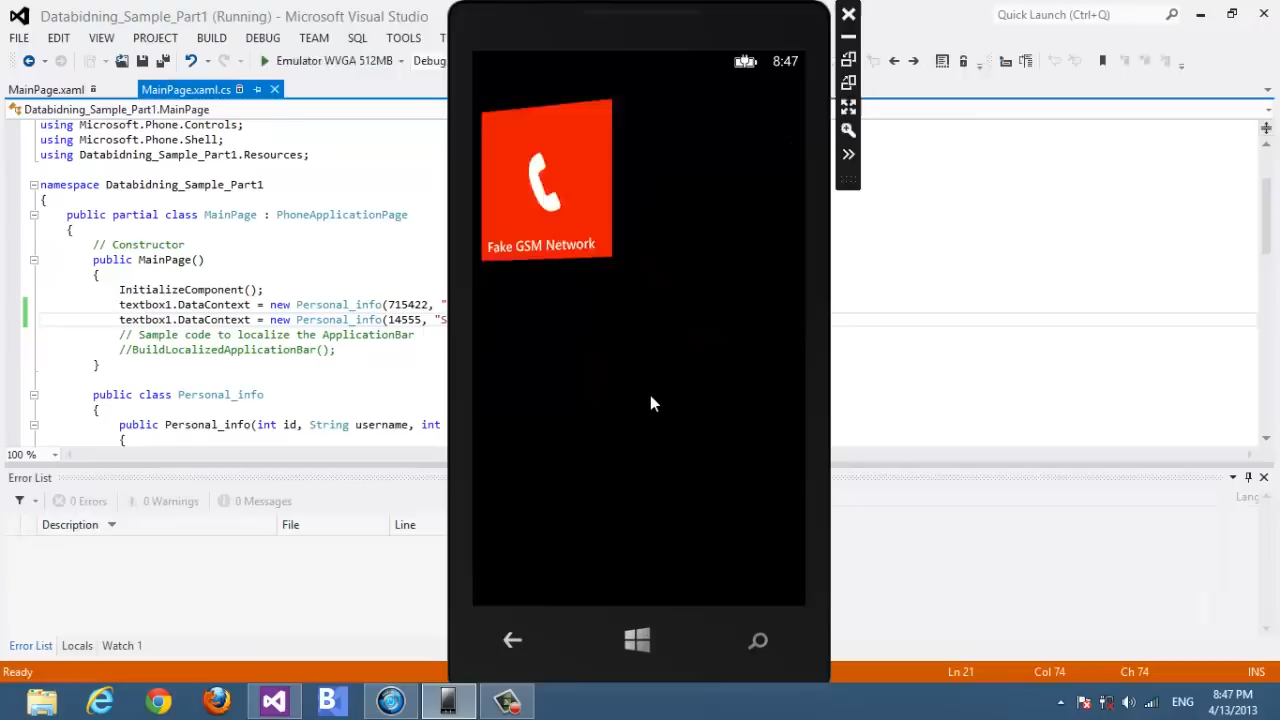 Databidning_Sample_Part1 (Running) - Microsoft Visual Studio
Quick Launch (Ctrl+Q)
FILE EDIT VIEW PROJECT BUILD DEBUG TEAM SQL TOOLS
Emulator WVGA 512MB
Debug
MainPage.xaml
MainPage.xaml.cs
Databidning_Sample_Part1.MainPage
using Microsoft.Phone.Controls;
using Microsoft.Phone.Shell;
using Databidning_Sample_Part1.Resources;
namespace Databidning_Sample_Part1
{
public partial class MainPage : PhoneApplicationPage
{
// Constructor
public MainPage()
{
InitializeComponent();
textbox1.DataContext = new Personal_info(715422, "
textbox1.DataContext = new Personal_info(14555, "S
// Sample code to localize the ApplicationBar
//BuildLocalizedApplicationBar();
}
public class Personal_info
{
public Personal_info(int id, String username, int
{
100 %
8:47
Fake GSM Network
Error List
0 Errors 0 Warnings 0 Messages
Lang
Description File Line
Error List Locals Watch 1
Ready Ln 21 Col 74 Ch 74 INS
ENG
8:47 PM
4/13/2013